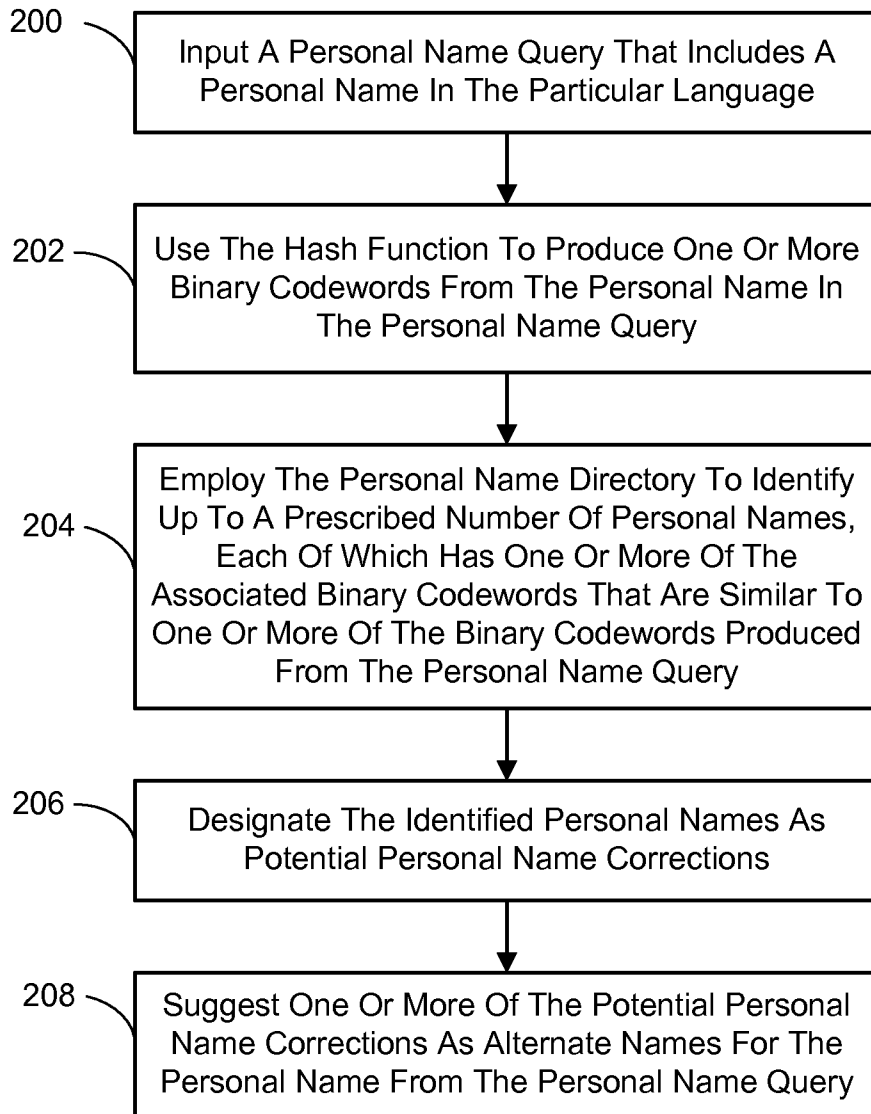 200
Input A Personal Name Query That Includes A
Personal Name In The Particular Language
202
Use The Hash Function To Produce One Or More
Binary Codewords From The Personal Name In
The Personal Name Query
204
Employ The Personal Name Directory To Identify
Up To A Prescribed Number Of Personal Names,
Each Of Which Has One Or More Of The
Associated Binary Codewords That Are Similar To
One Or More Of The Binary Codewords Produced
From The Personal Name Query
206
Designate The Identified Personal Names As
Potential Personal Name Corrections
208
Suggest One Or More Of The Potential Personal
Name Corrections As Alternate Names For The
Personal Name From The Personal Name Query